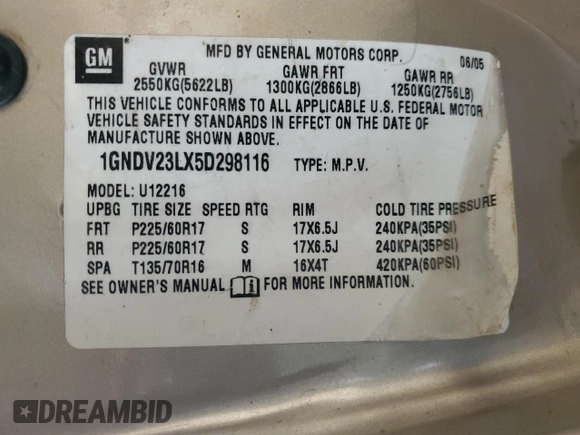 GM
MFD BY GENERAL MOTORS CORP. 06/05
GVWR GAWR FRT GAWR RR
2550KG(5622LB) 1300KG(2866LB) 1250KG(2756LB)
THIS VEHICLE CONFORMS TO ALL APPLICABLE U.S. FEDERAL MOTOR
VEHICLE SAFETY STANDARDS IN EFFECT ON THE DATE OF
MANUFACTURE SHOWN ABOVE.
1GNDV23LX5D298116 TYPE: M.P.V.
MODEL: U12216
UPBG TIRE SIZE SPEED RTG RIM COLD TIRE PRESSURE
FRT P225/60R17 S 17X6.5J 240KPA(35PSI)
RR P225/60R17 S 17X6.5J 240KPA(35PSI)
SPA T135/70R16 M 16X4T 420KPA(60PSI)
SEE OWNER'S MANUAL FOR MORE INFORMATION.
DREAMBID